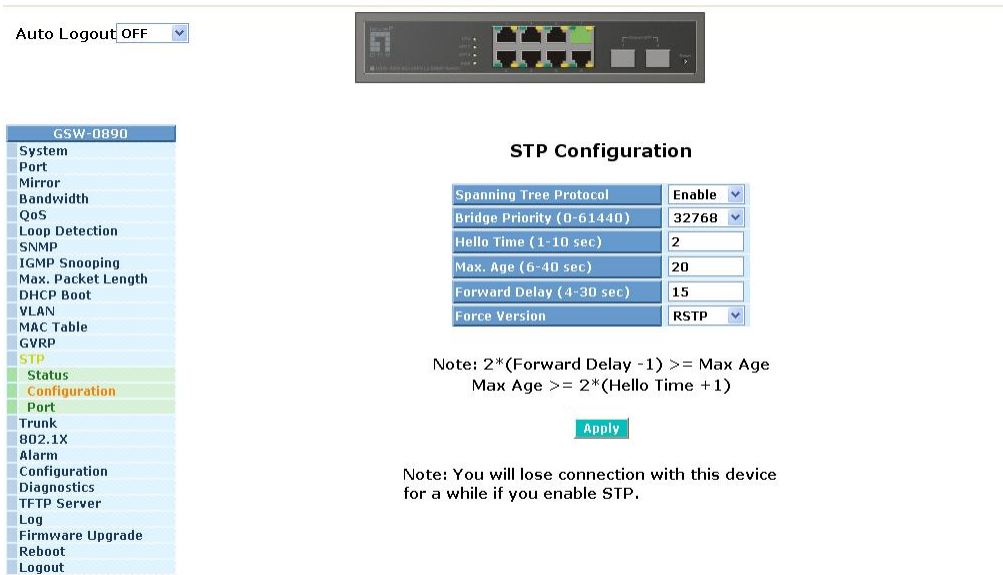 Auto Logout OFF
GSW-0890
System
Port
Mirror
Bandwidth
QoS
Loop Detection
SNMP
IGMP Snooping
Max. Packet Length
DHCP Boot
VLAN
MAC Table
GVRP
STP
Status
Configuration
Port
Trunk
802.1X
Alarm
Configuration
Diagnostics
TFTP Server
Log
Firmware Upgrade
Reboot
Logout
STP Configuration
Spanning Tree Protocol Enable
Bridge Priority (0-61440) 32768
Hello Time (1-10 sec) 2
Max. Age (6-40 sec) 20
Forward Delay (4-30 sec) 15
Force Version RSTP
Note: 2*(Forward Delay -1) >= Max Age
Max Age >= 2*(Hello Time +1)
Apply
Note: You will lose connection with this device
for a while if you enable STP.